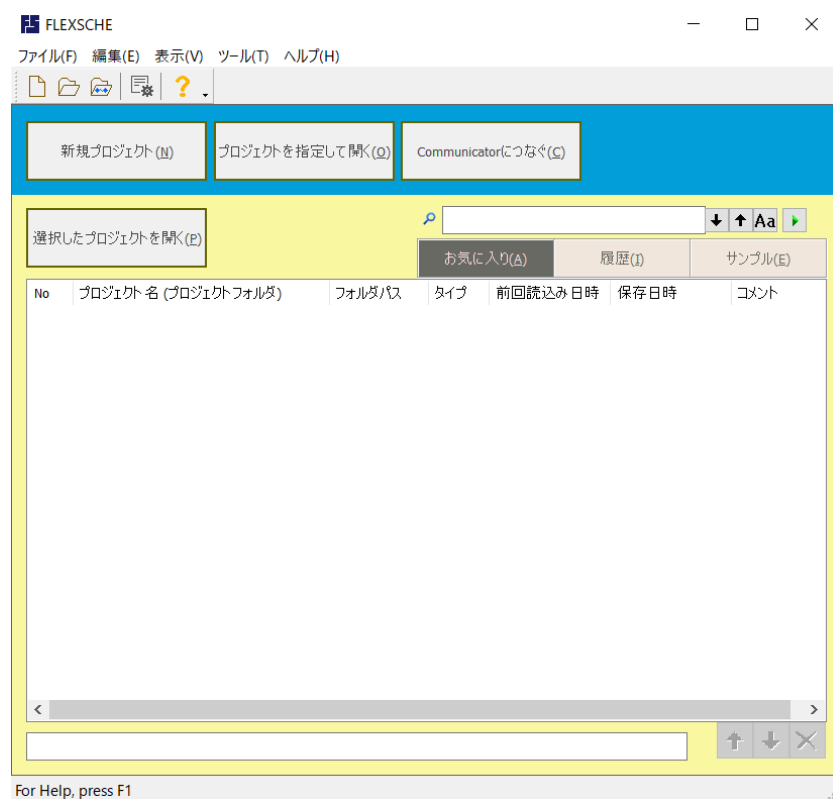 FLEXSCHE
ファイル(F) 編集(E) 表示(V) ツール(T) ヘルプ(H)
新規プロジェクト(N) プロジェクトを指定して開く(O) Communicatorにつなぐ(C)
選択したプロジェクトを開く(P)
Aa
お気に入り(A) 履歴(I) サンプル(E)
No プロジェクト名 (プロジェクトフォルダ) フォルダパス タイプ 前回読込み日時 保存日時 コメント
For Help, press F1